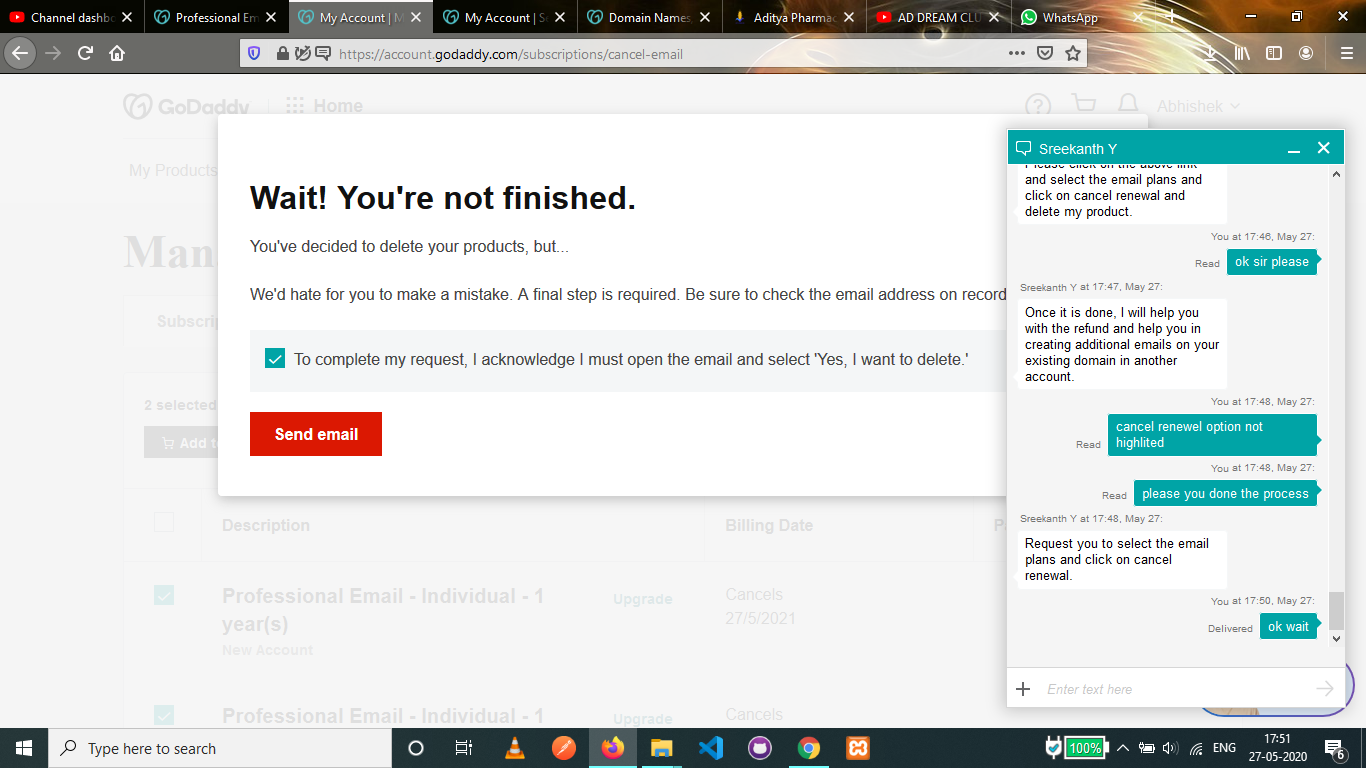 Channel dashbo
Professional Em
My Account | M
My Account | Se
Domain Names,
Aditya Pharmac
AD DREAM CLU
WhatsApp
https://account.godaddy.com/subscriptions/cancel-email
GoDaddy
Home
Abhishek
My Products
Man
Subscrip
2 selected
Add to
Wait! You're not finished.
You've decided to delete your products, but...
We'd hate for you to make a mistake. A final step is required. Be sure to check the email address on record
To complete my request, I acknowledge I must open the email and select 'Yes, I want to delete.'
Send email
Description
Billing Date
Professional Email - Individual - 1
year(s)
New Account
Upgrade
Cancels
27/5/2021
Professional Email - Individual - 1
Upgrade
Cancels
Sreekanth Y
Please click on the above link
and select the email plans and
click on cancel renewal and
delete my product.
You at 17:46, May 27:
Read
ok sir please
Sreekanth Y at 17:47, May 27:
Once it is done, I will help you
with the refund and help you in
creating additional emails on your
existing domain in another
account.
You at 17:48, May 27:
Read
cancel renewel option not
highlited
You at 17:48, May 27:
Read
please you done the process
Sreekanth Y at 17:48, May 27:
Request you to select the email
plans and click on cancel
renewal.
You at 17:50, May 27:
Delivered
ok wait
Enter text here
Type here to search
100%
ENG
17:51
27-05-2020
6